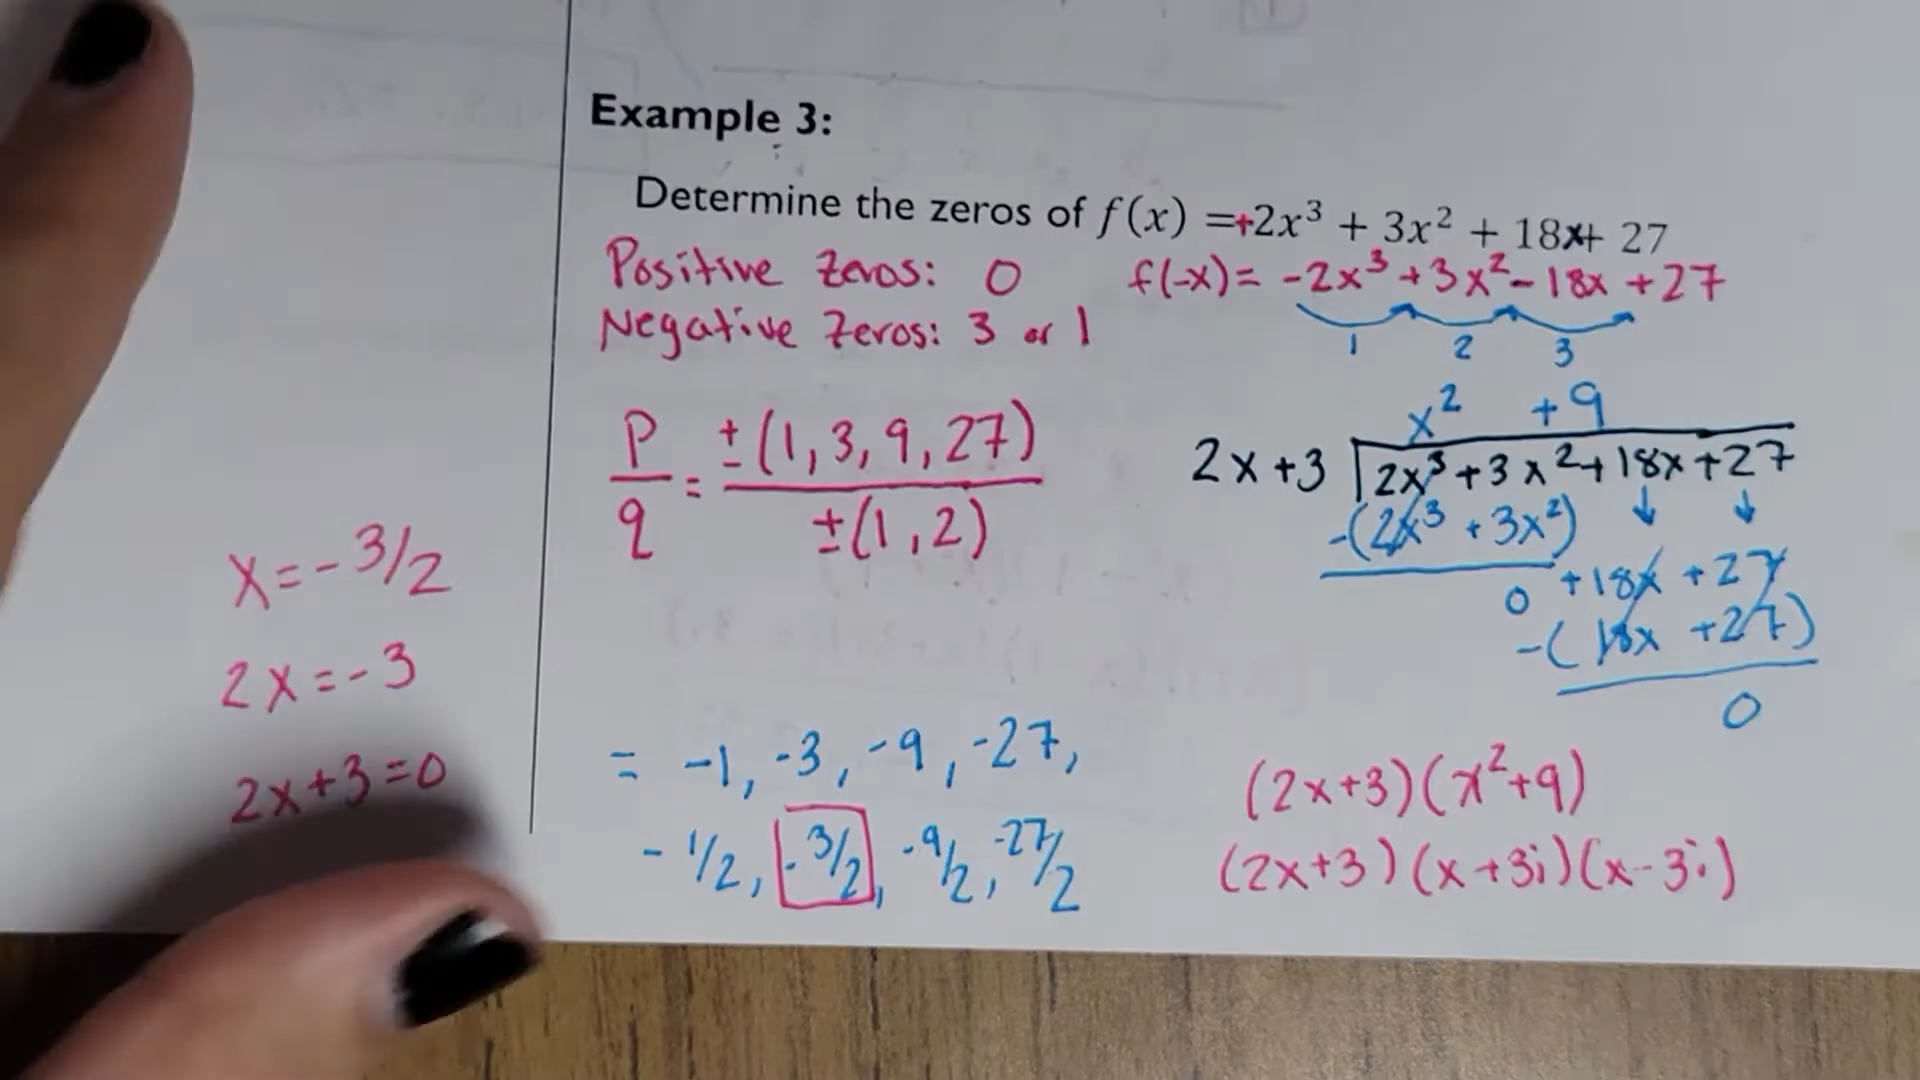 Example 3:
Determine the zeros of f(x) =+2x³ + 3x² + 18x+ 27
Positive Zeros: 0
f(-x)= -2x³ +3x² - 18x +27
Negative Zeros: 3 or 1
1 2 3
P/q = ±(1, 3, 9, 27)/±(1, 2)
x² +9
2x +3 2x³ +3x² +18x +27
-(2x³ +3x²)
0 +18x +27
-(18x +27)
0
x = -3/2
2x = -3
2x+3=0
= -1, -3, -9, -27,
-1/2, -3/2, -9/2, -27/2
(2x+3)(x²+9)
(2x+3)(x+3i)(x-3i)